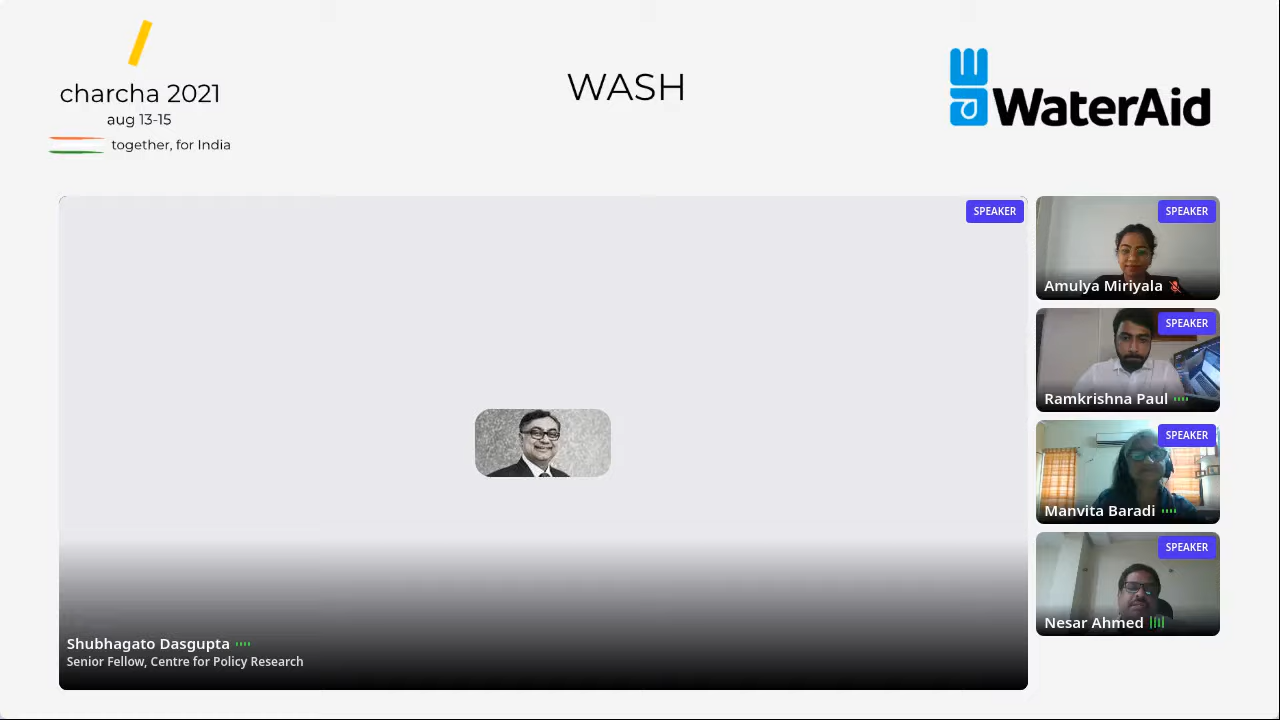 charcha 2021
aug 13-15
together, for India
WASH
WaterAid
SPEAKER
Shubhagato Dasgupta
Senior Fellow, Centre for Policy Research
SPEAKER
Amulya Miriyala
SPEAKER
Ramkrishna Paul
SPEAKER
Manvita Baradi
SPEAKER
Nesar Ahmed